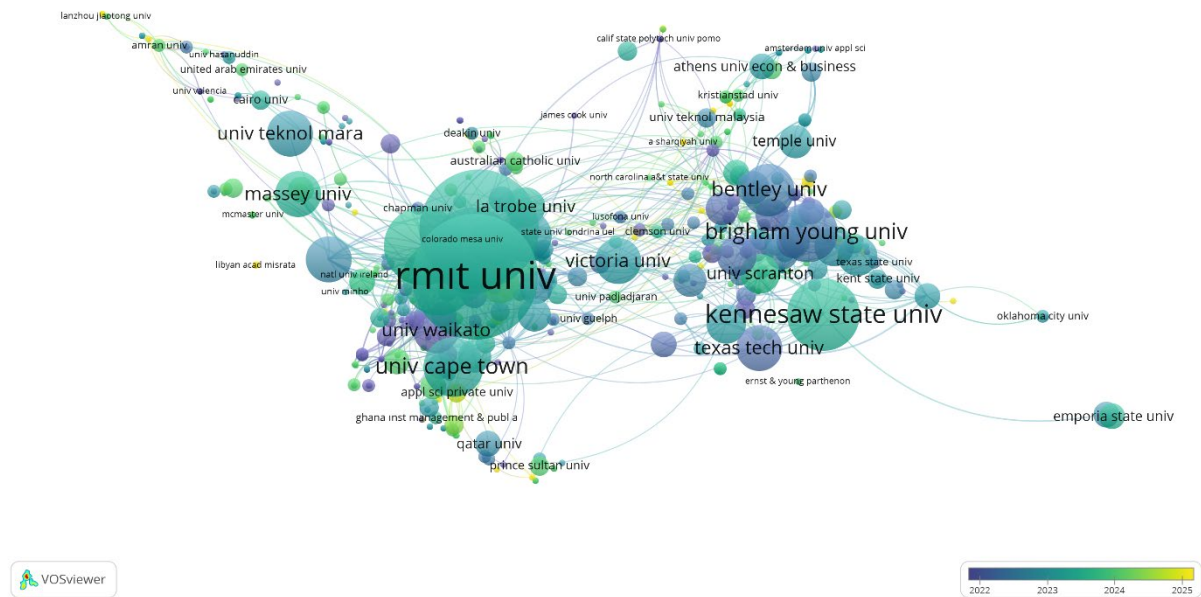 lanzhou jiaotong univ
amran univ
univ hasanuddin
united arab emirates univ
univ valencia
cairo univ
univ teknol mara
massey univ
mcmaster univ
libyan acad misrata
calif state polytech univ pomo
amsterdam univ appl sci
athens univ econ & business
kristianstad univ
james cook univ
univ teknol malaysia
deakin univ
a sharqiyah univ
temple univ
australian catholic univ
north carolina a&t state univ
bentley univ
chapman univ
la trobe univ
lusofona univ
state univ londrina uel
clemson univ
brigham young univ
colorado mesa univ
victoria univ
texas state univ
natl univ ireland
rmit univ
univ scranton
kent state univ
univ minho
univ padjadjaran
univ guelph
kennesaw state univ
oklahoma city univ
univ waikato
texas tech univ
univ cape town
ernst & young parthenon
appl sci private univ
ghana inst management & publ a
emporia state univ
qatar univ
prince sultan univ
VOSviewer
2022 2023 2024 2025